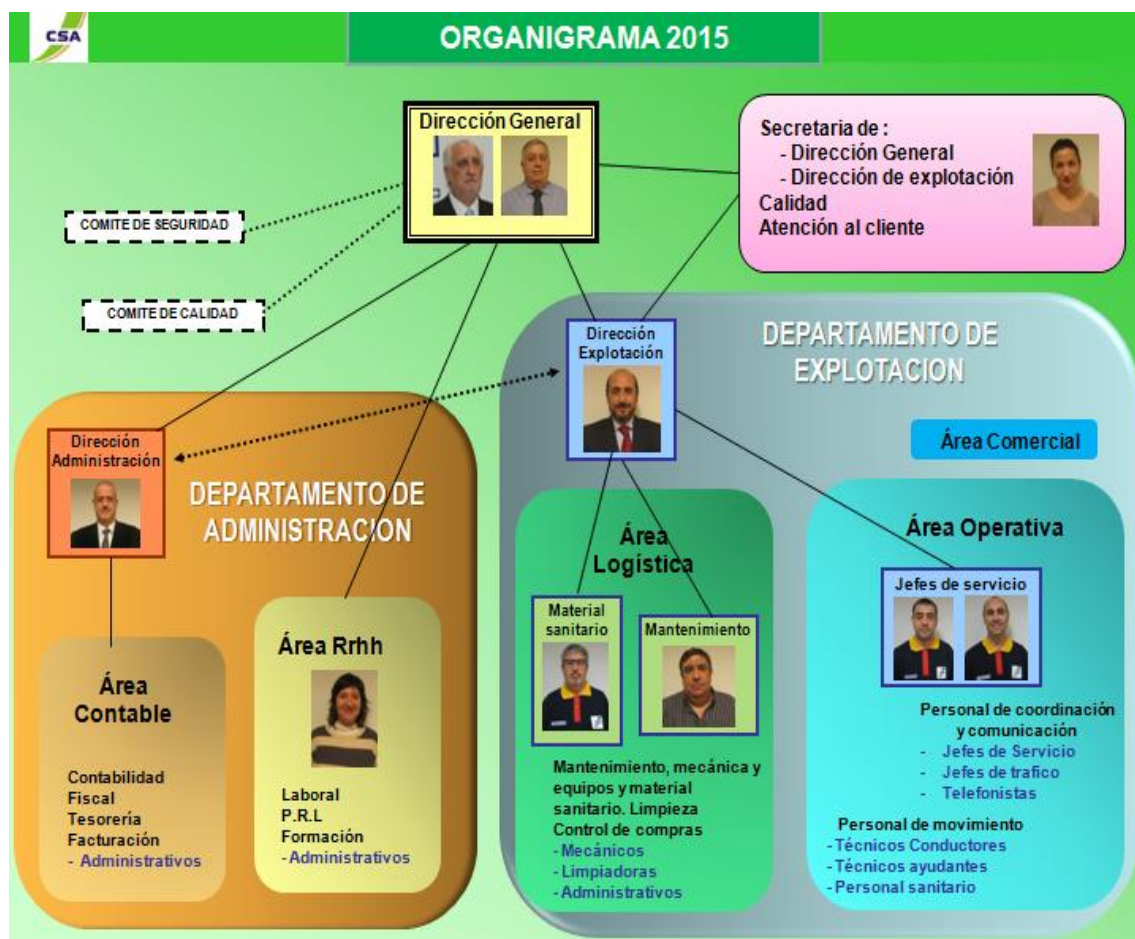 CSA
ORGANIGRAMA 2015
Dirección General
Secretaria de :
- Dirección General
- Dirección de explotación
Calidad
Atención al cliente
COMITE DE SEGURIDAD
COMITE DE CALIDAD
Dirección
Explotación
DEPARTAMENTO DE
EXPLOTACION
Área Comercial
Dirección
Administración
DEPARTAMENTO DE
ADMINISTRACION
Área
Contable
Contabilidad
Fiscal
Tesorería
Facturación
- Administrativos
Área Rrhh
Laboral
P.R.L
Formación
-Administrativos
Área
Logística
Material
sanitario
Mantenimiento
Mantenimiento, mecánica y
equipos y material
sanitario. Limpieza
Control de compras
-Mecánicos
-Limpiadoras
-Administrativos
Área Operativa
Jefes de servicio
Personal de coordinación
y comunicación
- Jefes de Servicio
- Jefes de trafico
- Telefonistas
Personal de movimiento
-Técnicos Conductores
-Técnicos ayudantes
-Personal sanitario